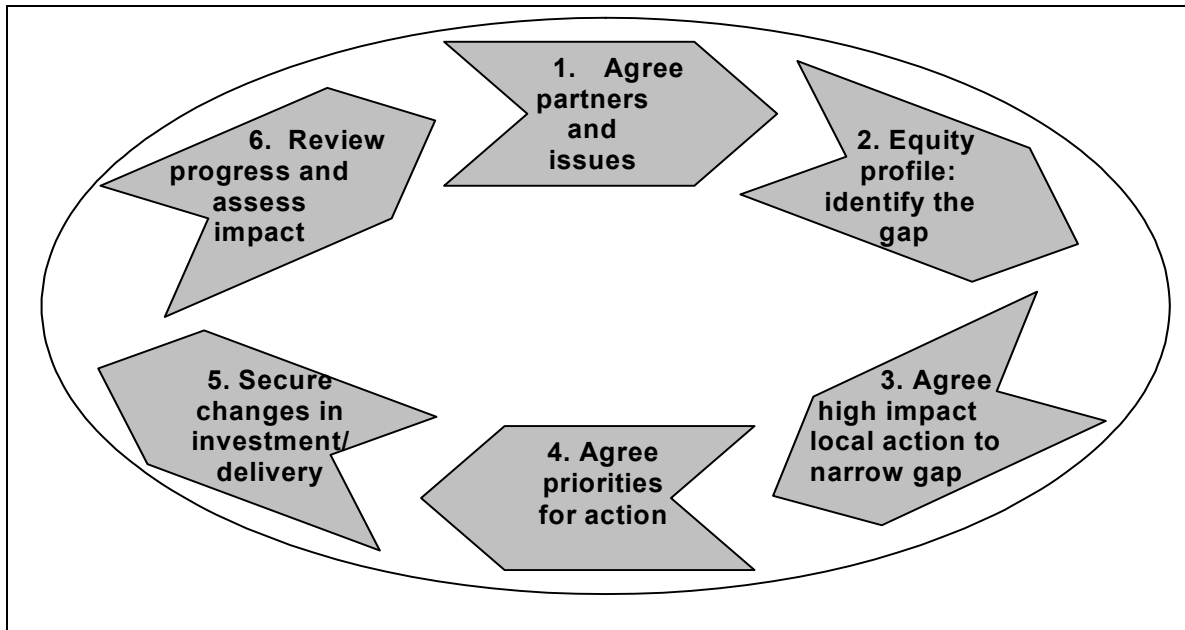 1. Agree
partners
and
issues
2. Equity
profile:
identify the
gap
3. Agree
high impact
local action to
narrow gap
4. Agree
priorities
for action
5. Secure
changes in
investment/
delivery
6. Review
progress and
assess
impact